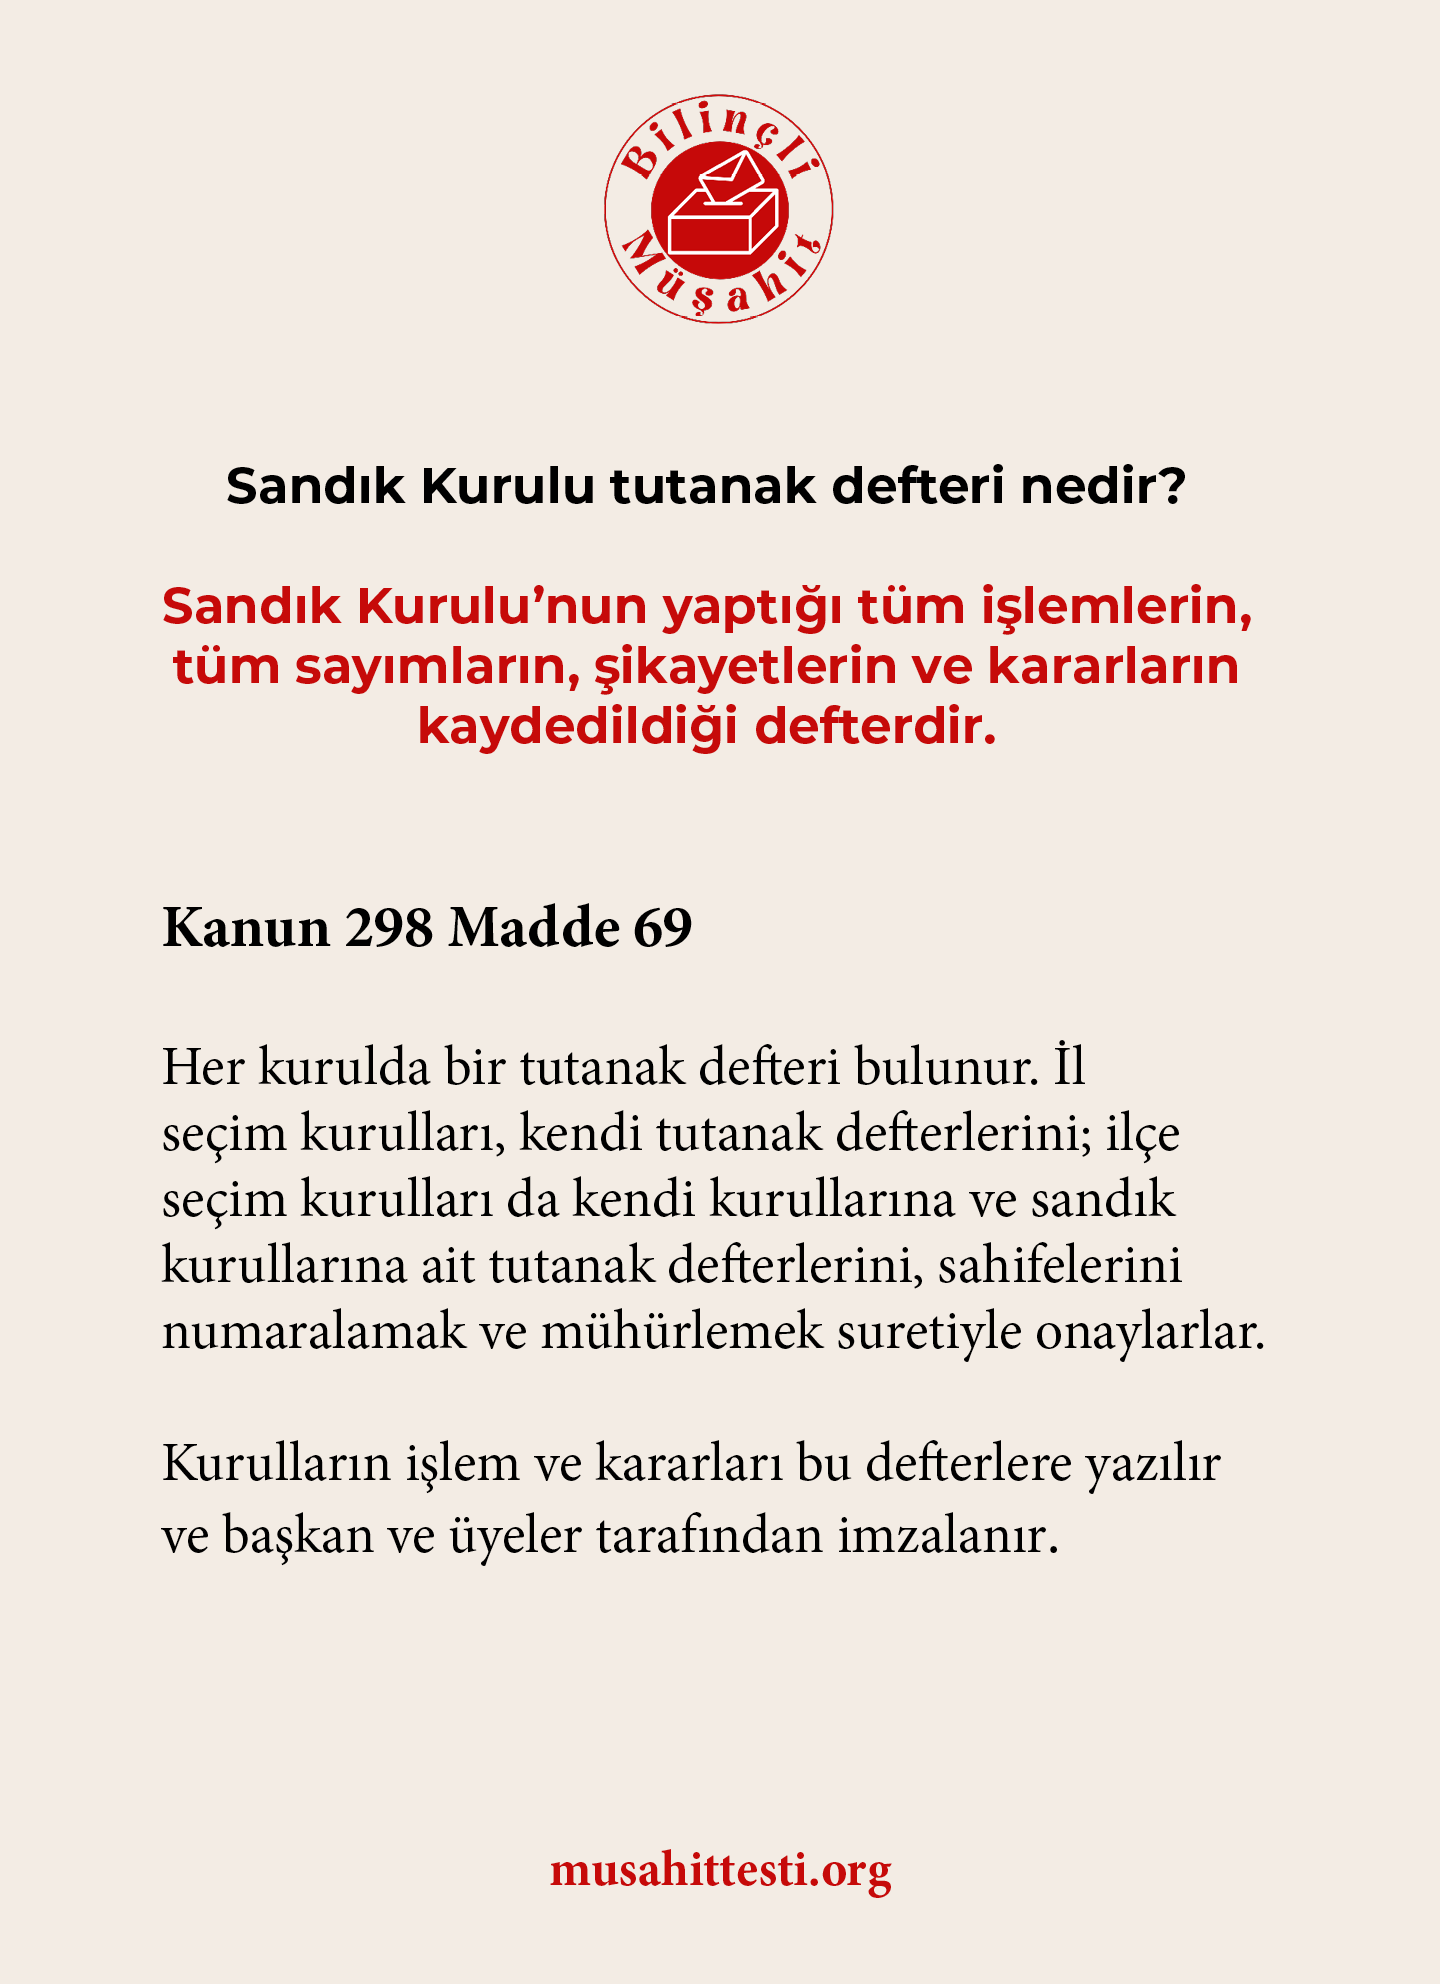 Bilinçli
Müşahit
Sandık Kurulu tutanak defteri nedir?
Sandık Kurulu’nun yaptığı tüm işlemlerin,
tüm sayımların, şikayetlerin ve kararların
kaydedildiği defterdir.
Kanun 298 Madde 69
Her kurulda bir tutanak defteri bulunur. İl
seçim kurulları, kendi tutanak defterlerini; ilçe
seçim kurulları da kendi kurullarına ve sandık
kurullarına ait tutanak defterlerini, sahifelerini
numaralamak ve mühürlemek suretiyle onaylarlar.
Kurulların işlem ve kararları bu defterlere yazılır
ve başkan ve üyeler tarafından imzalanır.
musahittesti.org